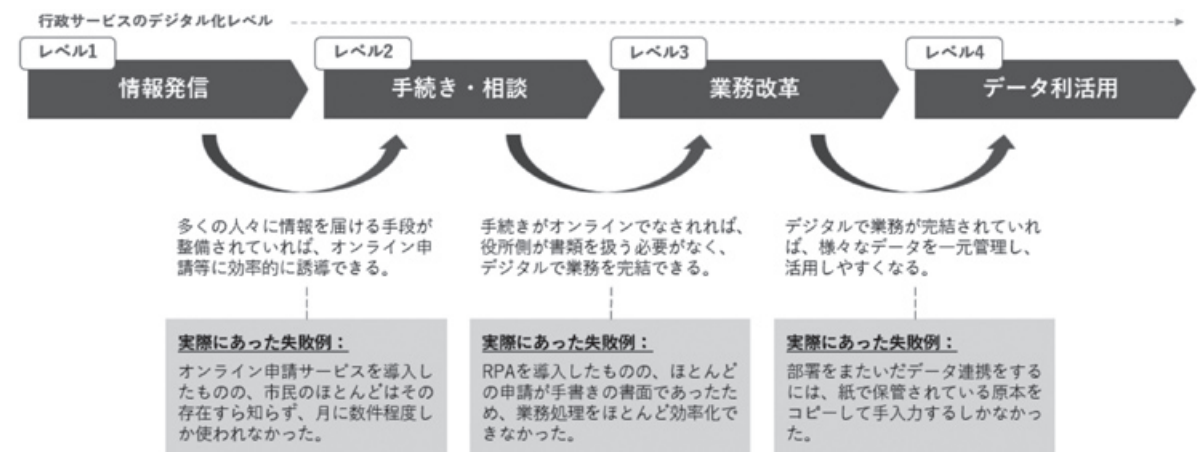 行政サービスのデジタル化レベル
レベル1
情報発信
レベル2
手続き・相談
レベル3
業務改革
レベル4
データ利活用
多くの人々に情報を届ける手段が
整備されていれば、オンライン申
請等に効率的に誘導できる。
手続きがオンラインでなされれば、
役所側が書類を扱う必要がなく、
デジタルで業務を完結できる。
デジタルで業務が完結されていれ
ば、様々なデータを一元管理し、
活用しやすくなる。
実際にあった失敗例：
オンライン申請サービスを導入し
たものの、市民のほとんどはその
存在すら知らず、月に数件程度し
か使われなかった。
実際にあった失敗例：
RPAを導入したものの、ほとんど
の申請が手書きの書面であったた
め、業務処理をほとんど効率化で
きなかった。
実際にあった失敗例：
部署をまたいだデータ連携をする
には、紙で保管されている原本を
コピーして手入力するしかなかっ
た。